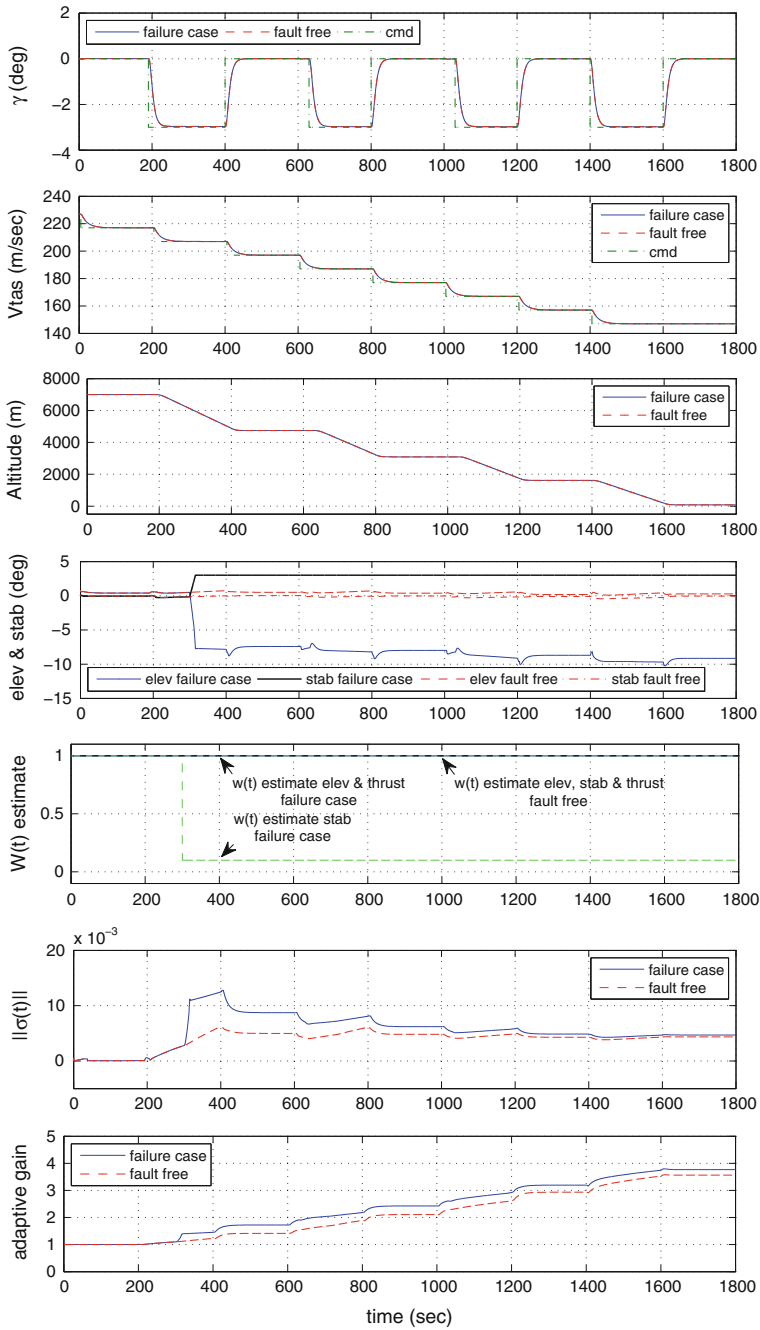 γ (deg)
2
0
−2
−4
failure case
fault free
cmd
0 200 400 600 800 1000 1200 1400 1600 1800
Vtas (m/sec)
240
220
200
180
160
140
failure case
fault free
cmd
0 200 400 600 800 1000 1200 1400 1600 1800
Altitude (m)
8000
6000
4000
2000
0
failure case
fault free
0 200 400 600 800 1000 1200 1400 1600 1800
elev & stab (deg)
5
0
−5
−10
−15
elev failure case
stab failure case
elev fault free
stab fault free
0 200 400 600 800 1000 1200 1400 1600 1800
W(t) estimate
1
0.5
0
w(t) estimate elev & thrust
failure case
w(t) estimate stab
failure case
w(t) estimate elev, stab & thrust
fault free
0 200 400 600 800 1000 1200 1400 1600 1800
x 10⁻³
||σ(t)||
20
10
0
failure case
fault free
0 200 400 600 800 1000 1200 1400 1600 1800
adaptive gain
5
4
3
2
1
0
failure case
fault free
0 200 400 600 800 1000 1200 1400 1600 1800
time (sec)